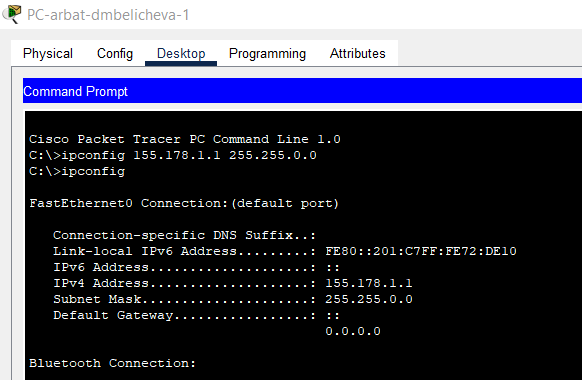 PC-arbat-dmbelicheva-1
Physical Config Desktop Programming Attributes
Command Prompt
Cisco Packet Tracer PC Command Line 1.0
C:\>ipconfig 155.178.1.1 255.255.0.0
C:\>ipconfig
FastEthernet0 Connection:(default port)
Connection-specific DNS Suffix..:
Link-local IPv6 Address.........: FE80::201:C7FF:FE72:DE10
IPv6 Address....................: ::
IPv4 Address....................: 155.178.1.1
Subnet Mask.....................: 255.255.0.0
Default Gateway.................: ::
0.0.0.0
Bluetooth Connection: